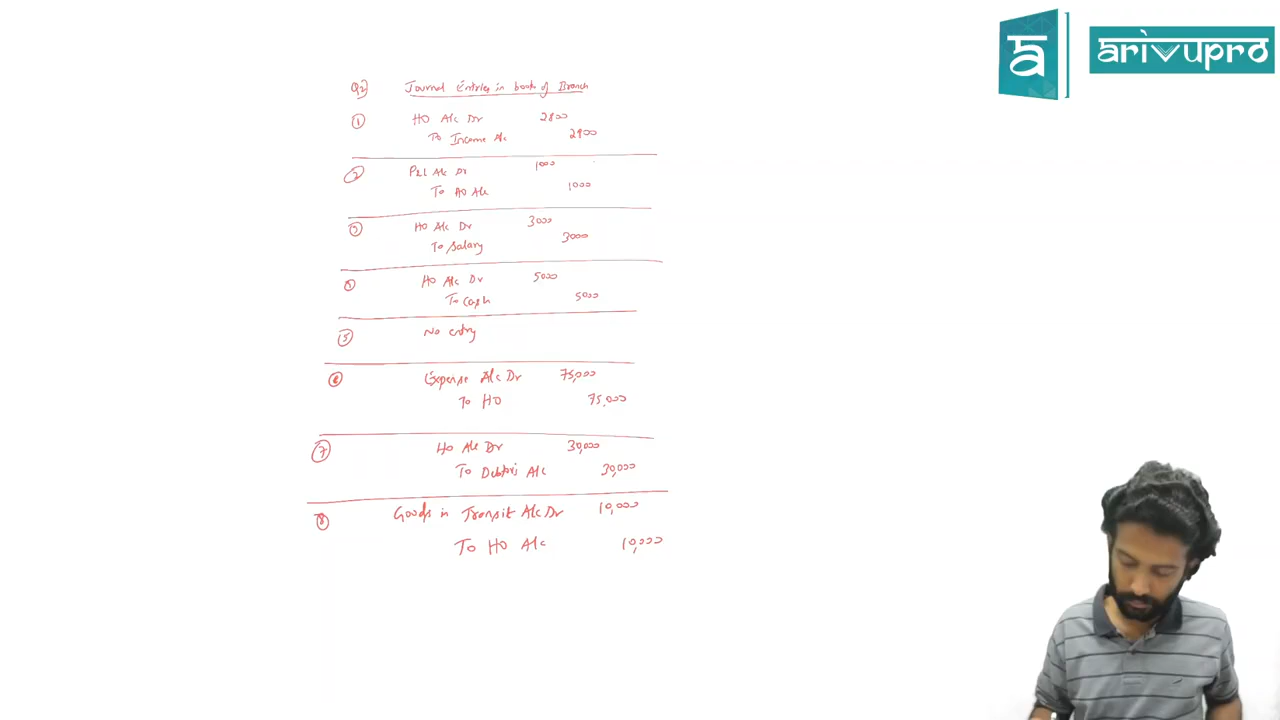 arivupro
Q2) Journal Entries in books of Branch
① HO A/c Dr 2800
To Income A/c 2900
② P&L A/c Dr 1000
To HO A/c 1000
③ HO A/c Dr 3000
To Salary 3000
HO A/c Dr 5000
To Cash 5000
⑤ No entry
⑥ Expense A/c Dr 75,000
To HO 75,000
⑦ HO A/c Dr 30,000
To Debtors A/c 30,000
⑧ Goods in Transit A/c Dr 10,000
To HO A/c 10,000